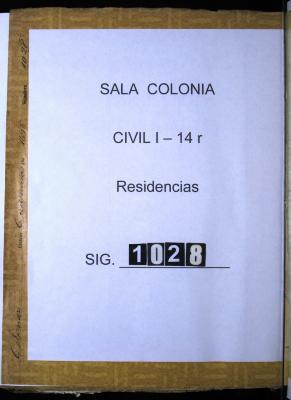 SALA COLONIA
CIVIL I – 14 r
Residencias
SIG. 1028